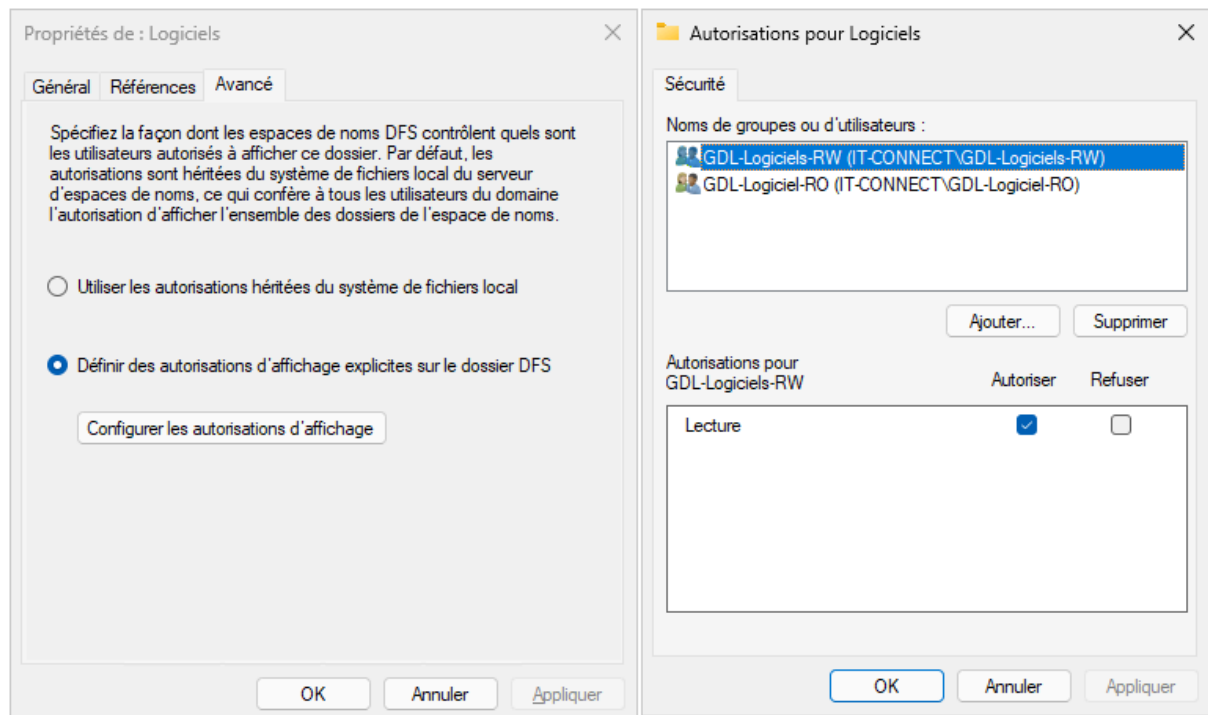 Propriétés de : Logiciels
Général
Références
Avancé
Spécifiez la façon dont les espaces de noms DFS contrôlent quels sont
les utilisateurs autorisés à afficher ce dossier. Par défaut, les
autorisations sont héritées du système de fichiers local du serveur
d'espaces de noms, ce qui confère à tous les utilisateurs du domaine
l'autorisation d'afficher l'ensemble des dossiers de l'espace de noms.
Utiliser les autorisations héritées du système de fichiers local
Définir des autorisations d'affichage explicites sur le dossier DFS
Configurer les autorisations d'affichage
OK
Annuler
Appliquer
Autorisations pour Logiciels
Sécurité
Noms de groupes ou d'utilisateurs :
GDL-Logiciels-RW (IT-CONNECT\GDL-Logiciels-RW)
GDL-Logiciel-RO (IT-CONNECT\GDL-Logiciel-RO)
Ajouter...
Supprimer
Autorisations pour
GDL-Logiciels-RW
Autoriser
Refuser
Lecture
OK
Annuler
Appliquer